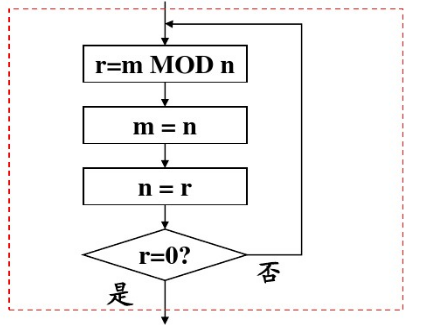 r=m MOD n
m = n
n = r
r=0?
否
是